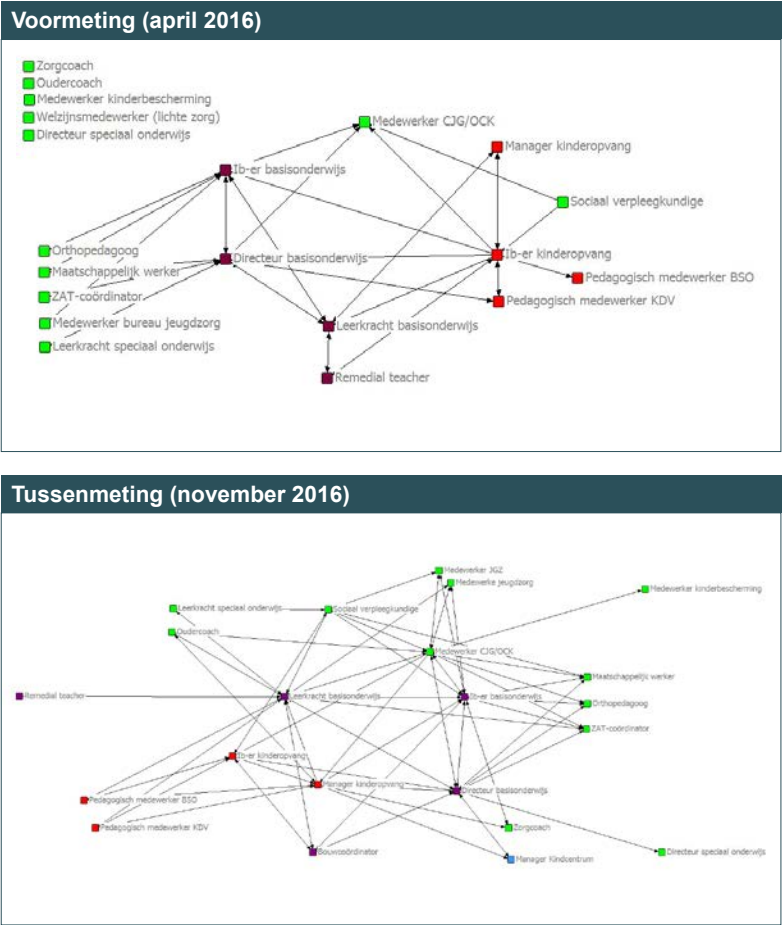 Voormeting (april 2016)
Zorgcoach
Oudercoach
Medewerker kinderbescherming
Welzijnsmedewerker (lichte zorg)
Directeur speciaal onderwijs
Medewerker CJG/OCK
Manager kinderopvang
Ib-er basisonderwijs
Sociaal verpleegkundige
Orthopedagoog
Directeur basisonderwijs
Ib-er kinderopvang
Maatschappelijk werker
Pedagogisch medewerker BSO
ZAT-coördinator
Pedagogisch medewerker KDV
Medewerker bureau jeugdzorg
Leerkracht basisonderwijs
Leerkracht speciaal onderwijs
Remedial teacher
Tussenmeting (november 2016)
Medewerker JGZ
Medewerke jeugdzorg
Medewerker kinderbescherming
Leerkracht speciaal onderwijs
Sociaal verpleegkundige
Oudercoach
Medewerker CJG/OCK
Maatschappelijk werker
Remedial teacher
Leerkracht basisonderwijs
Ib-er basisonderwijs
Orthopedagoog
ZAT-coördinator
Ib-er kinderopvang
Manager kinderopvang
Directeur basisonderwijs
Pedagogisch medewerker BSO
Pedagogisch medewerker KDV
Zorgcoach
Bouwcoördinator
Manager Kindcentrum
Directeur speciaal onderwijs